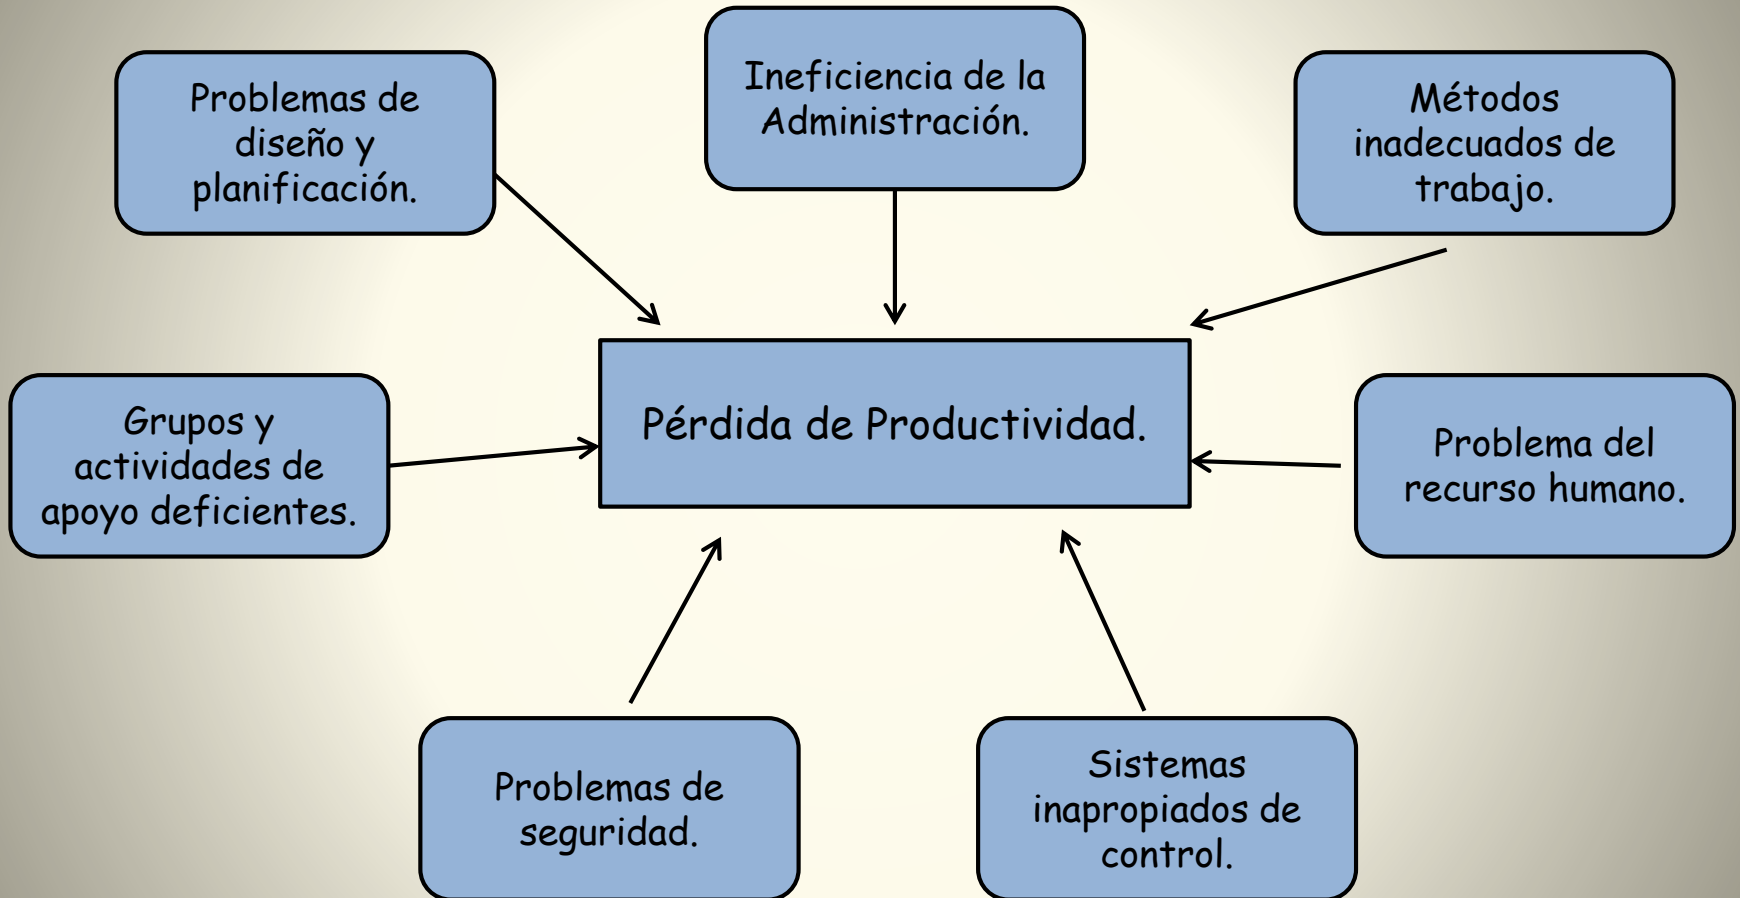 Ineficiencia de la
Administración.
Problemas de
diseño y
planificación.
Métodos
inadecuados de
trabajo.
Grupos y
actividades de
apoyo deficientes.
Pérdida de Productividad.
Problema del
recurso humano.
Problemas de
seguridad.
Sistemas
inapropiados de
control.